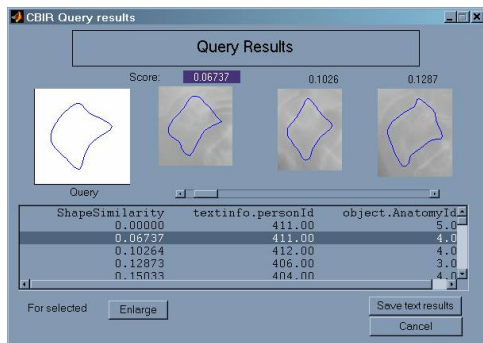 CBIR Query results
Query Results
Score: 0.06737 0.1026 0.1287
Query
ShapeSimilarity textinfo.personId object.AnatomyId
0.00000 411.00 5.0
0.06737 411.00 4.0
0.10264 412.00 4.0
0.12873 406.00 3.0
0.15033 404.00 4.0
For selected Enlarge Save text results
Cancel